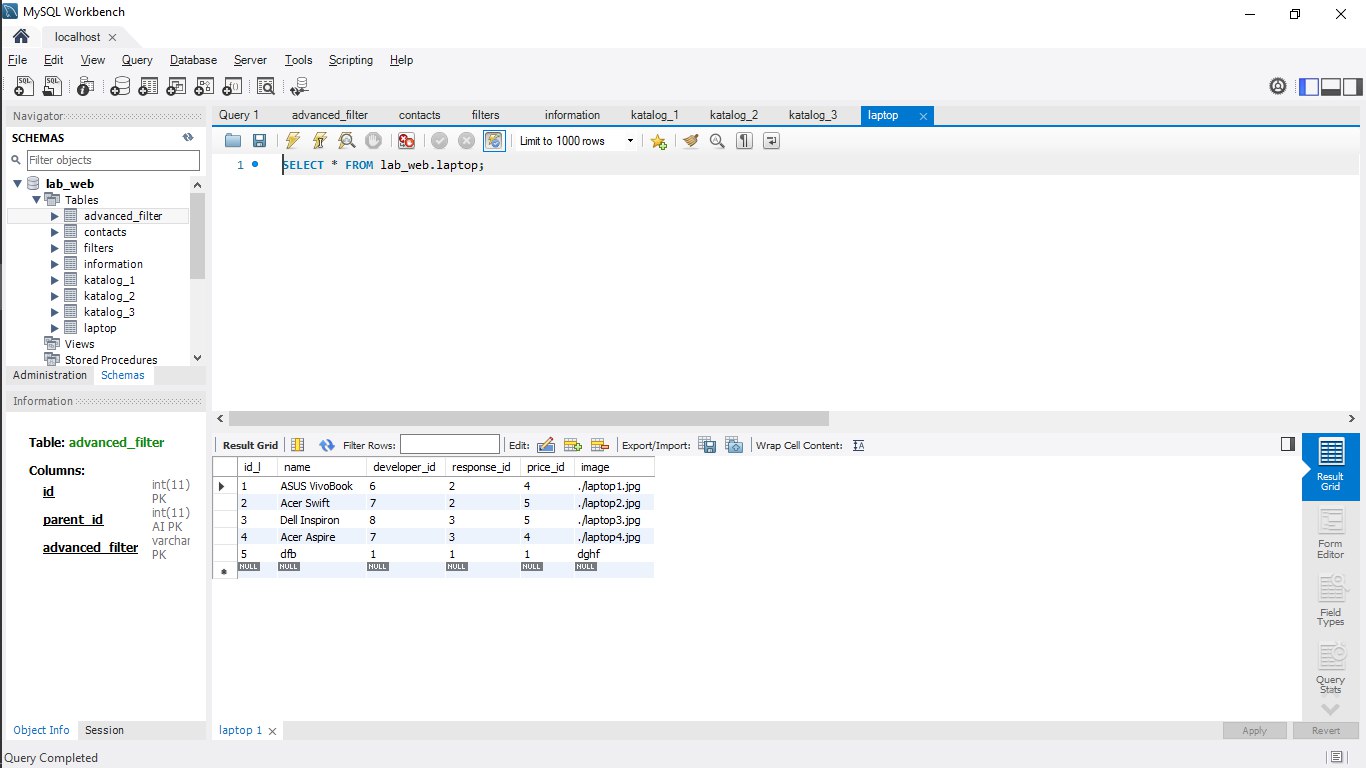 MySQL Workbench
localhost
File Edit View Query Database Server Tools Scripting Help
Navigator
SCHEMAS
Filter objects
lab_web
Tables
advanced_filter
contacts
filters
information
katalog_1
katalog_2
katalog_3
laptop
Views
Stored Procedures
Administration Schemas
Information
Table: advanced_filter
Columns:
id int(11) PK
parent_id int(11) AI PK
advanced_filter varchar PK
Object Info Session
Query 1 advanced_filter contacts filters information katalog_1 katalog_2 katalog_3 laptop
Limit to 1000 rows
1 SELECT * FROM lab_web.laptop;
Result Grid Filter Rows: Edit: Export/Import: Wrap Cell Content:
id_l name developer_id response_id price_id image
1 ASUS VivoBook 6 2 4 ./laptop1.jpg
2 Acer Swift 7 2 5 ./laptop2.jpg
3 Dell Inspiron 8 3 5 ./laptop3.jpg
4 Acer Aspire 7 3 4 ./laptop4.jpg
5 dfb 1 1 1 dghf
NULL NULL NULL NULL NULL NULL
Result Grid
Form Editor
Field Types
Query Stats
laptop 1
Apply Revert
Query Completed